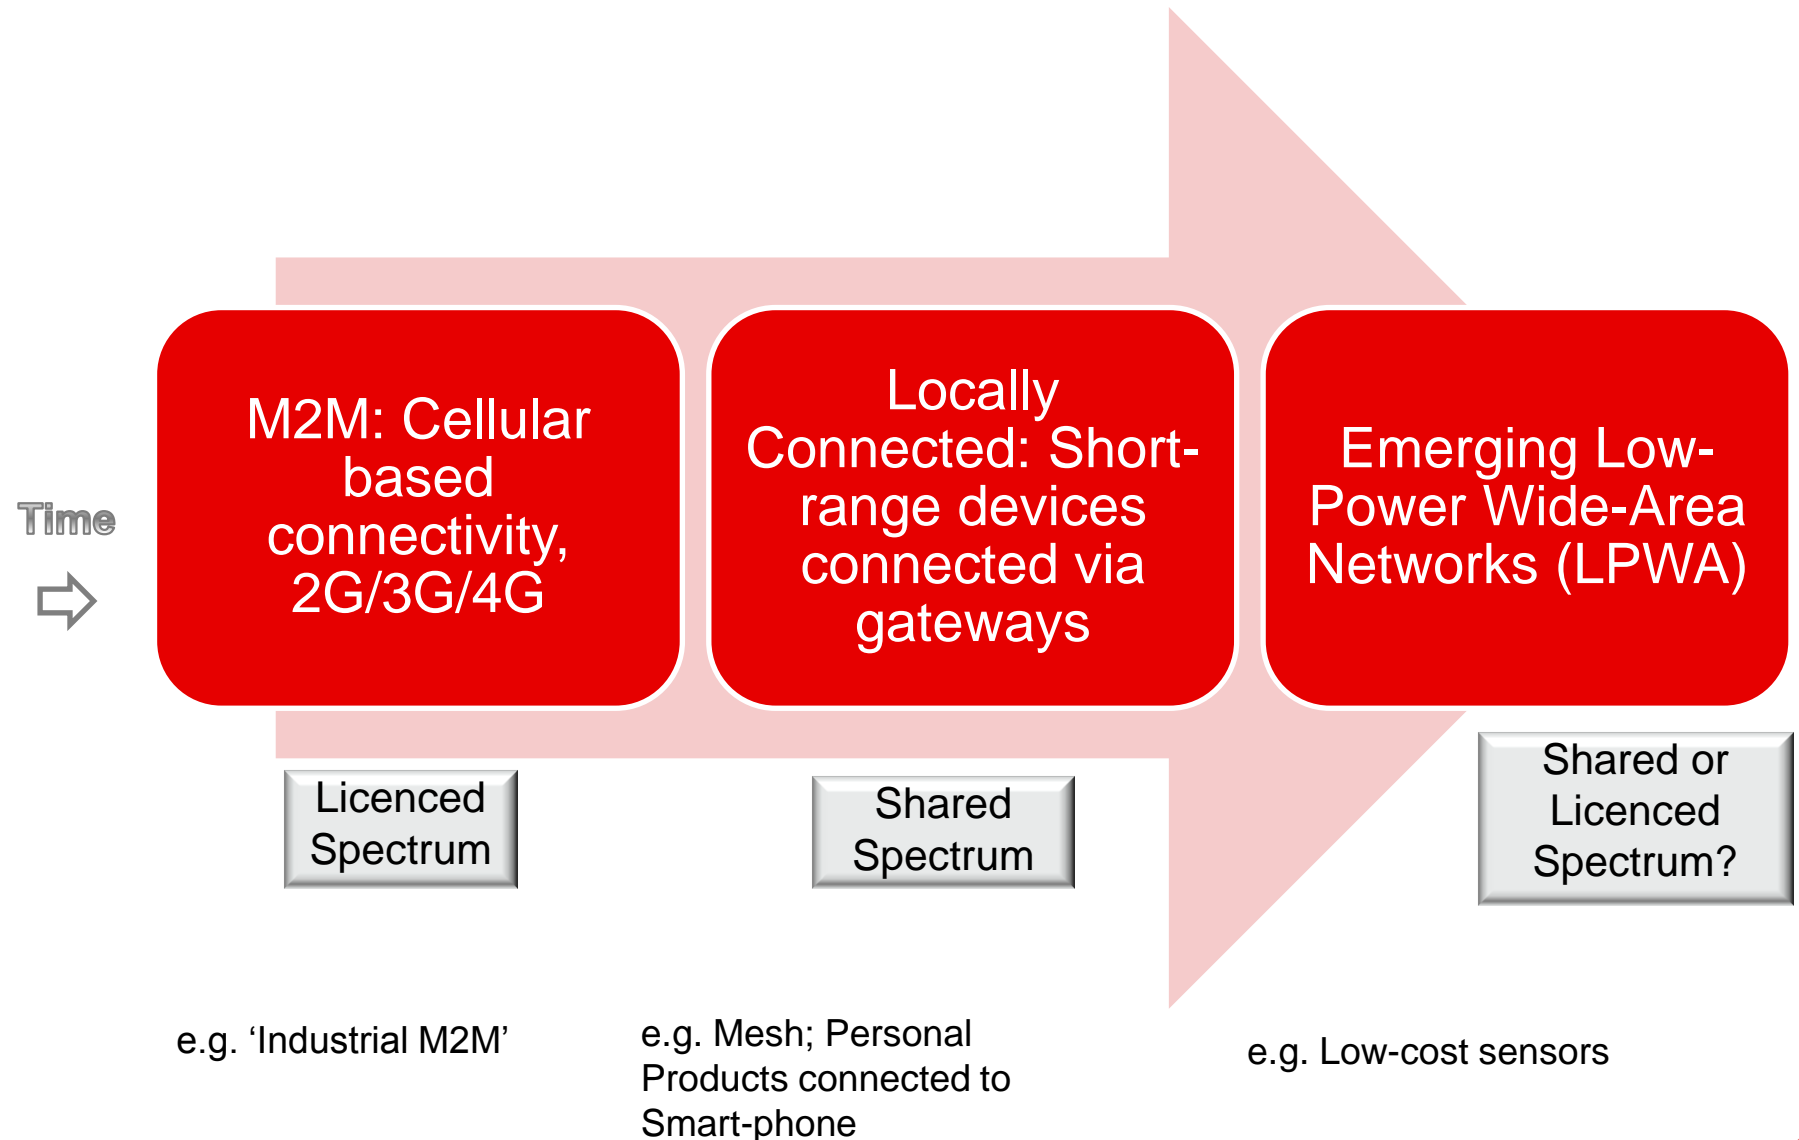 Time
M2M: Cellular
based
connectivity,
2G/3G/4G
Locally
Connected: Short-
range devices
connected via
gateways
Emerging Low-
Power Wide-Area
Networks (LPWA)
Licenced
Spectrum
Shared
Spectrum
Shared or
Licenced
Spectrum?
e.g. ‘Industrial M2M’
e.g. Mesh; Personal
Products connected to
Smart-phone
e.g. Low-cost sensors